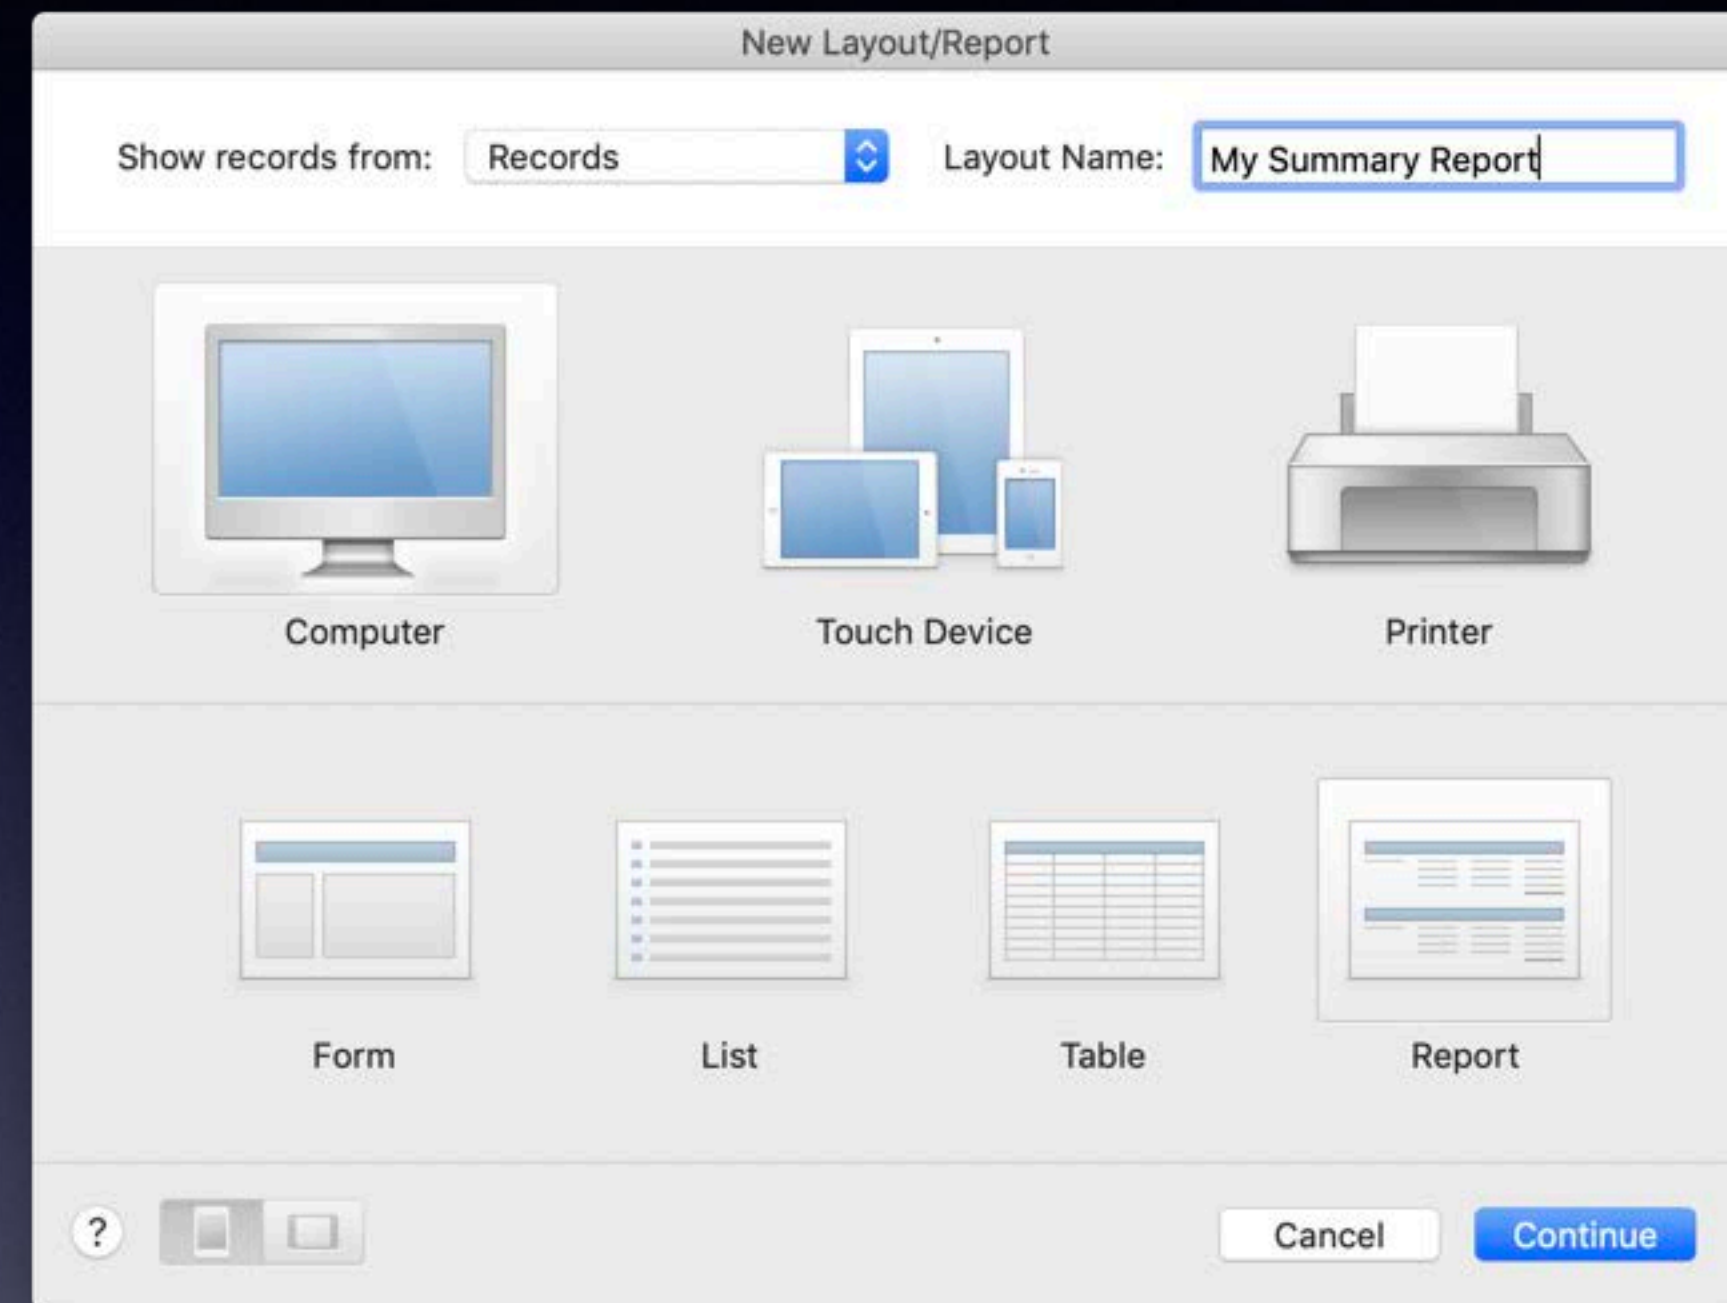 New Layout/Report
Show records from: Records Layout Name: My Summary Report
Computer Touch Device Printer
Form List Table Report
? Cancel Continue